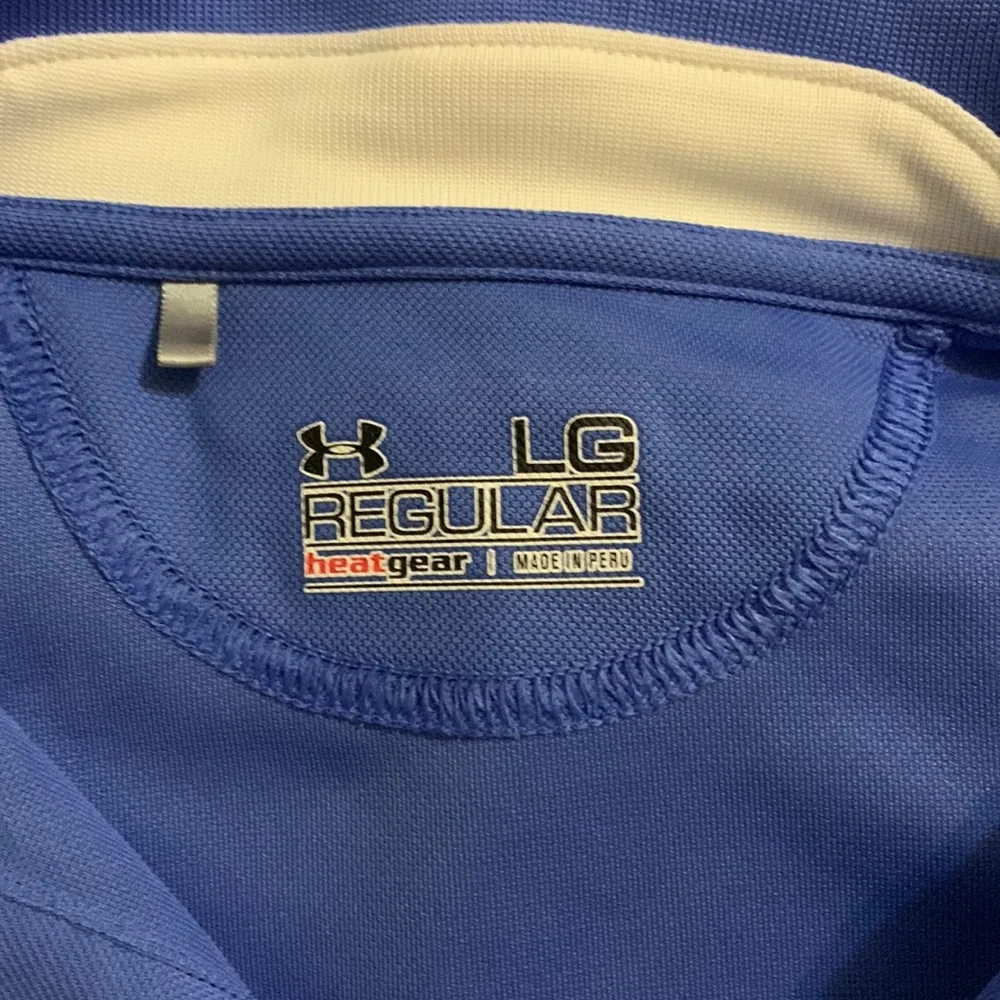 LG
REGULAR
heatgear | MADE IN PERU